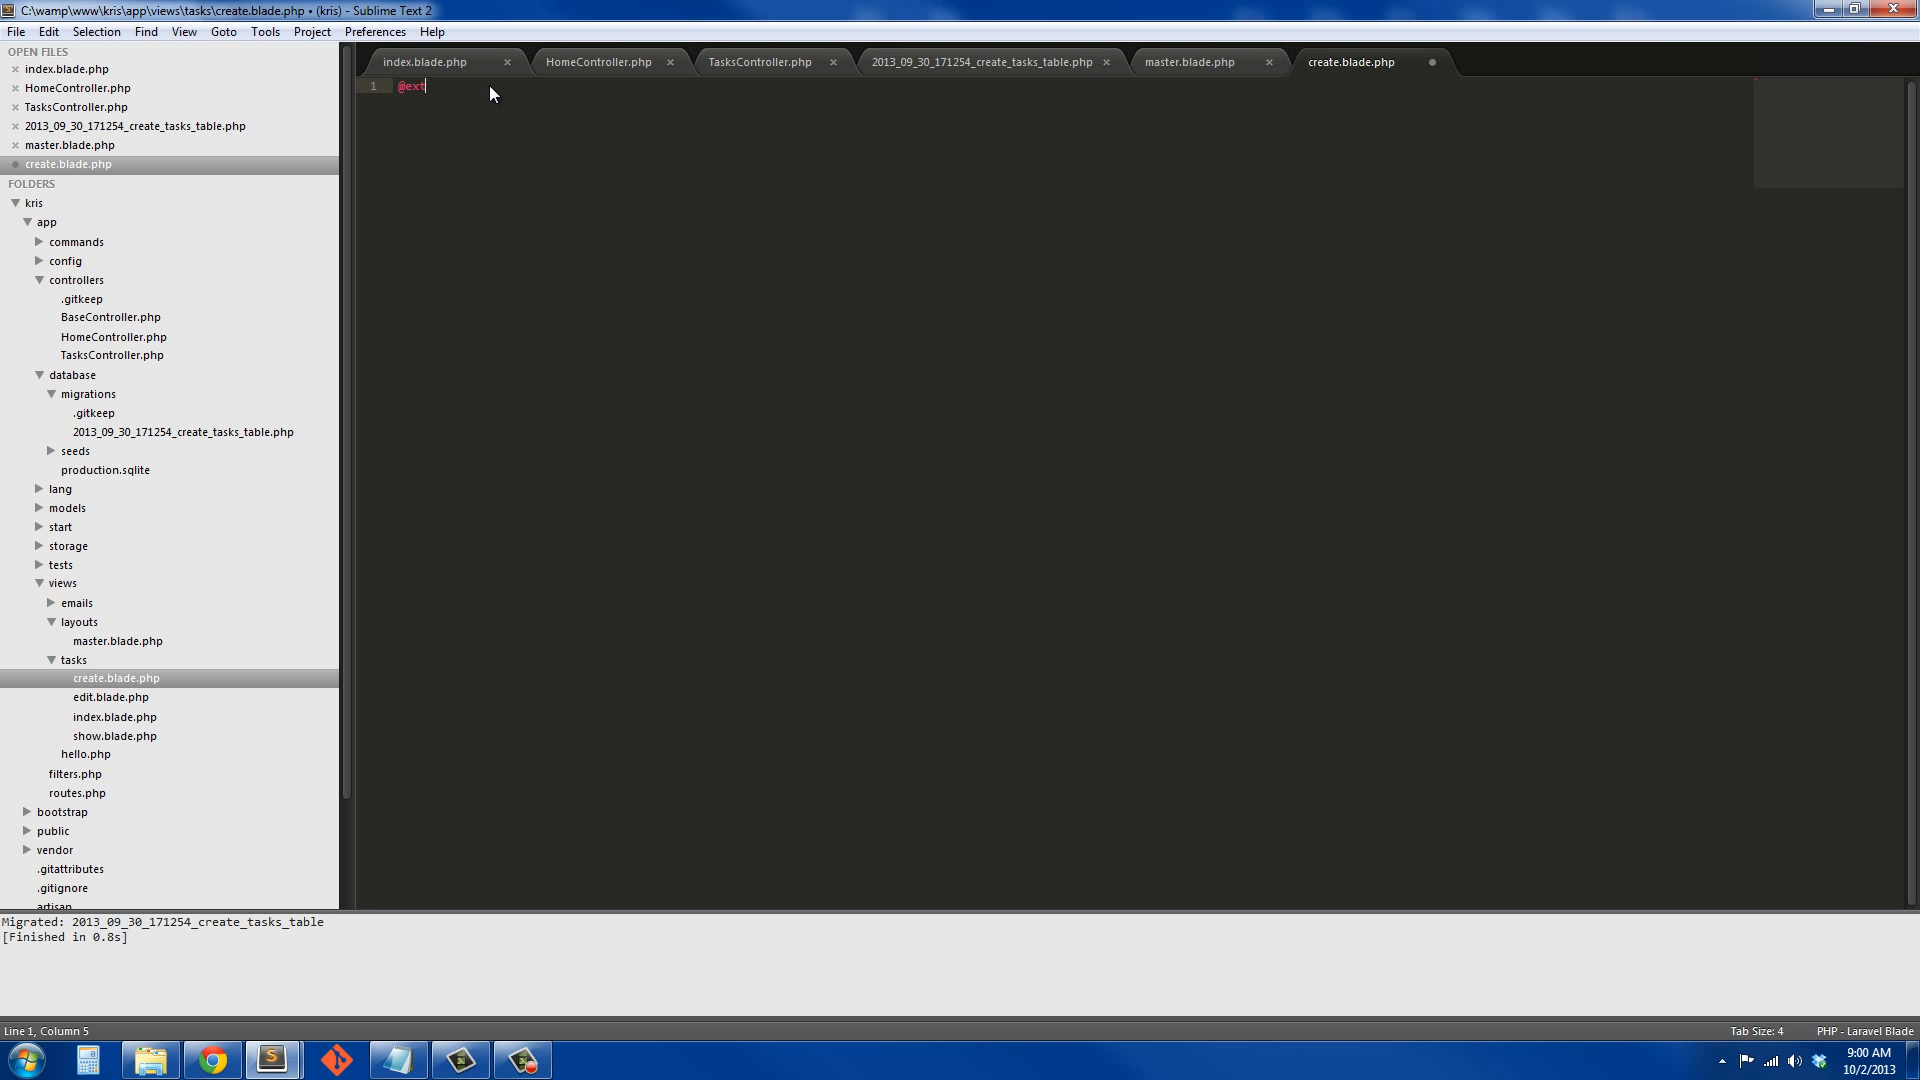 C:\wamp\www\kris\app\views\tasks\create.blade.php • (kris) - Sublime Text 2
File Edit Selection Find View Goto Tools Project Preferences Help
OPEN FILES
index.blade.php
HomeController.php
TasksController.php
2013_09_30_171254_create_tasks_table.php
master.blade.php
create.blade.php
FOLDERS
kris
app
commands
config
controllers
.gitkeep
BaseController.php
HomeController.php
TasksController.php
database
migrations
.gitkeep
2013_09_30_171254_create_tasks_table.php
seeds
production.sqlite
lang
models
start
storage
tests
views
emails
layouts
master.blade.php
tasks
create.blade.php
edit.blade.php
index.blade.php
show.blade.php
hello.php
filters.php
routes.php
bootstrap
public
vendor
.gitattributes
.gitignore
artisan
index.blade.php HomeController.php TasksController.php 2013_09_30_171254_create_tasks_table.php master.blade.php create.blade.php
1 @ext
Migrated: 2013_09_30_171254_create_tasks_table
[Finished in 0.8s]
Line 1, Column 5 Tab Size: 4 PHP - Laravel Blade
9:00 AM
10/2/2013